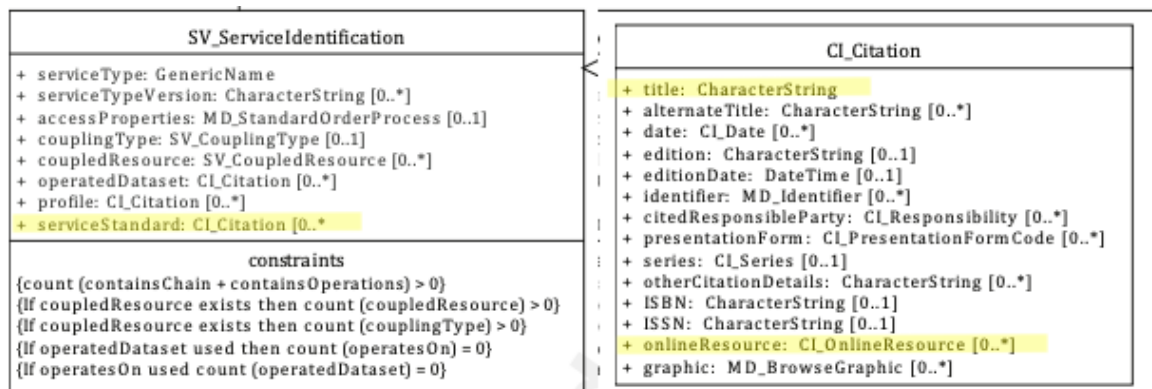 SV_ServiceIdentification
+ serviceType: GenericName
+ serviceTypeVersion: CharacterString [0..*]
+ accessProperties: MD_StandardOrderProcess [0..1]
+ couplingType: SV_CouplingType [0..1]
+ coupledResource: SV_CoupledResource [0..*]
+ operatedDataset: CI_Citation [0..*]
+ profile: CI_Citation [0..*]
+ serviceStandard: CI_Citation [0..*
constraints
{count (containsChain + containsOperations) > 0}
{If coupledResource exists then count (coupledResource) > 0}
{If coupledResource exists then count (couplingType) > 0}
{If operatedDataset used then count (operatesOn) = 0}
{If operatesOn used count (operatedDataset) = 0}
CI_Citation
+ title: CharacterString
+ alternateTitle: CharacterString [0..*]
+ date: CI_Date [0..*]
+ edition: CharacterString [0..1]
+ editionDate: DateTime [0..1]
+ identifier: MD_Identifier [0..*]
+ citedResponsibleParty: CI_Responsibility [0..*]
+ presentationForm: CI_PresentationFormCode [0..*]
+ series: CI_Series [0..1]
+ otherCitationDetails: CharacterString [0..*]
+ ISBN: CharacterString [0..1]
+ ISSN: CharacterString [0..1]
+ onlineResource: CI_OnlineResource [0..*]
+ graphic: MD_BrowseGraphic [0..*]